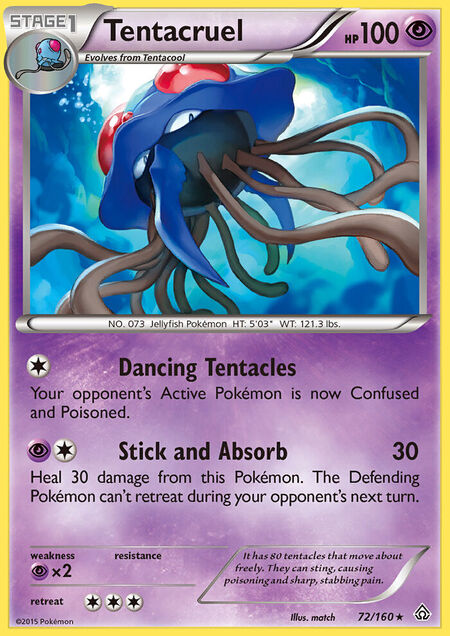 STAGE1
Tentacruel
HP100
Evolves from Tentacool
NO. 073 Jellyfish Pokémon HT: 5'03" WT: 121.3 lbs.
Dancing Tentacles
Your opponent's Active Pokémon is now Confused
and Poisoned.
Stick and Absorb 30
Heal 30 damage from this Pokémon. The Defending
Pokémon can't retreat during your opponent's next turn.
weakness resistance
×2
retreat
It has 80 tentacles that move about
freely. They can sting, causing
poisoning and sharp, stabbing pain.
©2015 Pokémon
Illus. match 72/160★